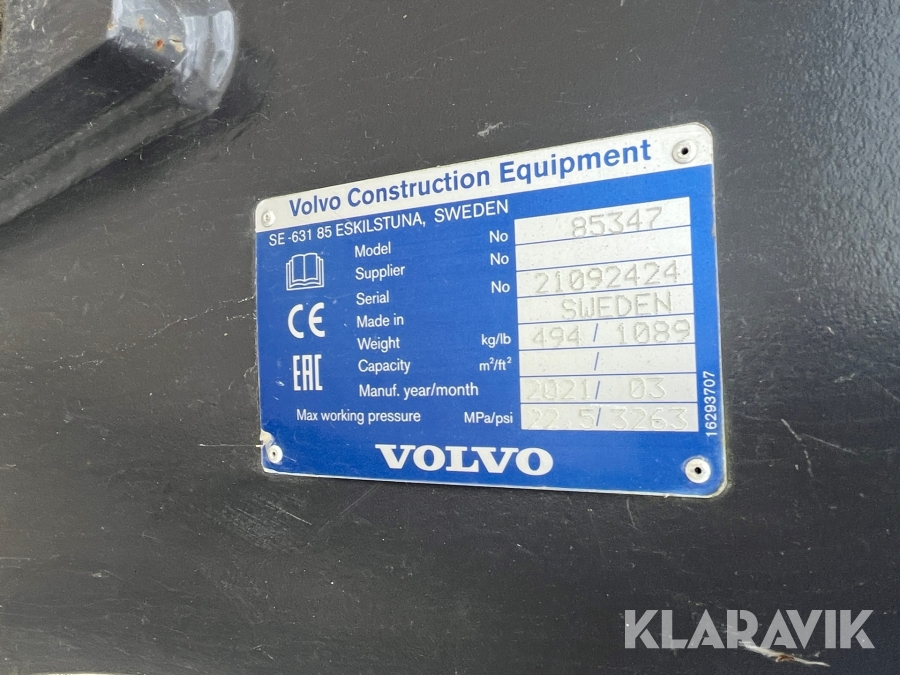 Volvo Construction Equipment
SE -631 85 ESKILSTUNA, SWEDEN
Model No 85347
Supplier No
Serial No 21092424
Made in SWEDEN
Weight kg/lb 494 / 1089
Capacity m³/ft² /
Manuf. year/month 2021/ 03
Max working pressure MPa/psi 22.5/ 3263
CE
EAC
VOLVO
16293707
KLARAVIK